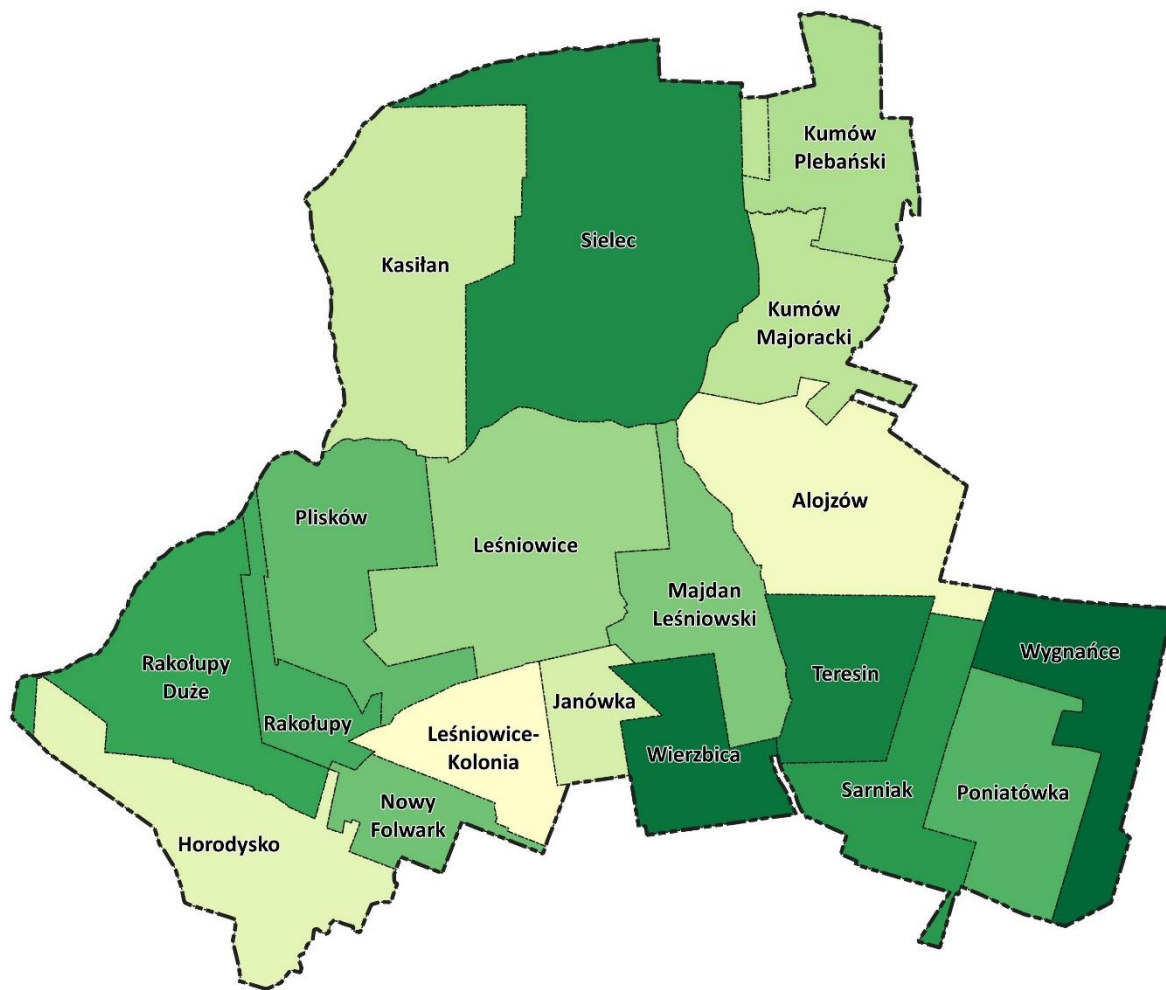 Kumów
Plebański
Sielec
Kasiłan
Kumów
Majoracki
Alojzów
Plisków
Leśniowice
Majdan
Leśniowski
Rakołupy
Duże
Teresin
Wygnańce
Janówka
Rakołupy
Leśniowice-
Kolonia
Wierzbica
Sarniak
Poniatówka
Nowy
Folwark
Horodysko